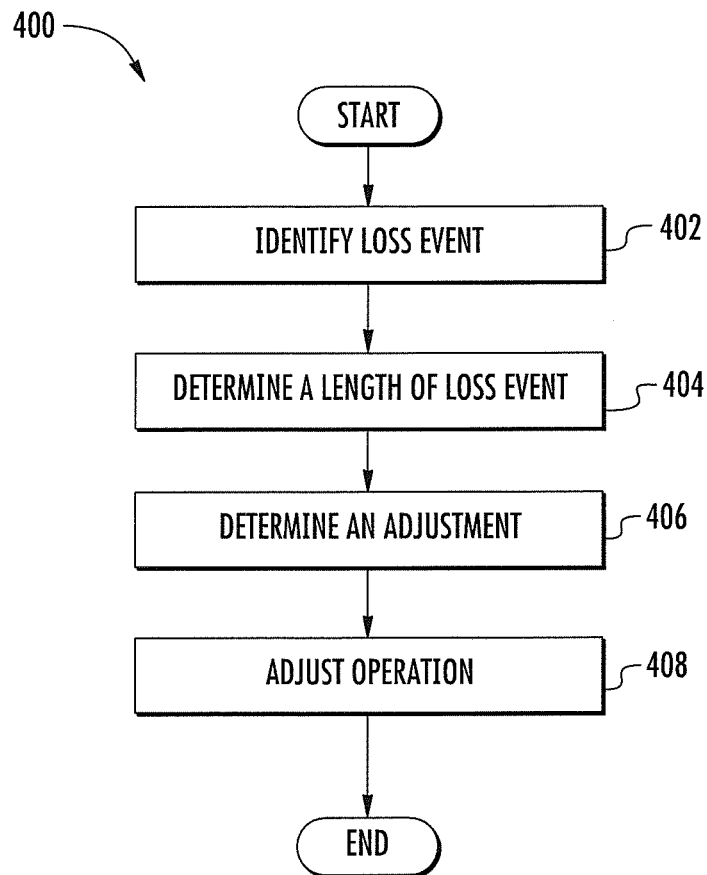 400
START
IDENTIFY LOSS EVENT
402
DETERMINE A LENGTH OF LOSS EVENT
404
DETERMINE AN ADJUSTMENT
406
ADJUST OPERATION
408
END